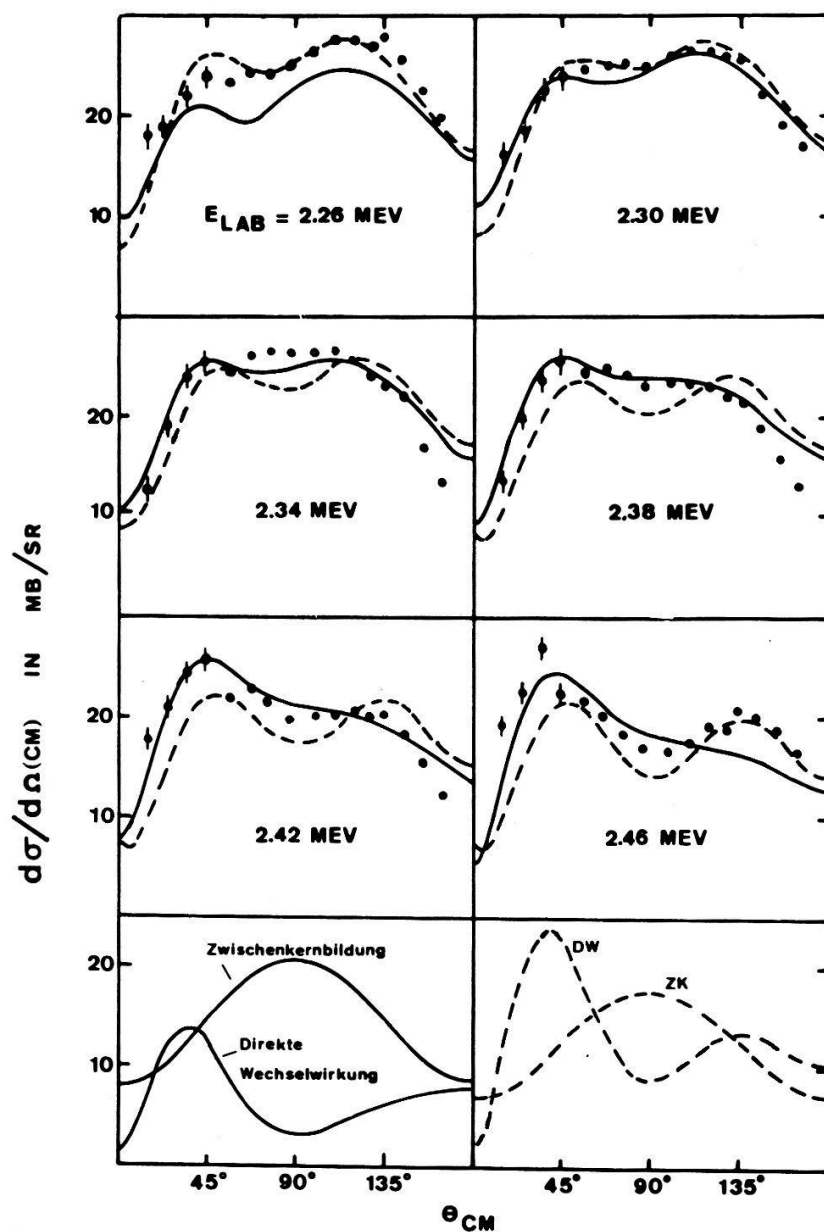 20
10
E LAB = 2.26 MEV
2.30 MEV
20
10
2.34 MEV
2.38 MEV
20
10
2.42 MEV
2.46 MEV
dσ/dΩ(CM) IN MB/SR
20
10
Zwischenkernbildung
Direkte
Wechselwirkung
DW
ZK
45° 90° 135° 45° 90° 135°
ΘCM